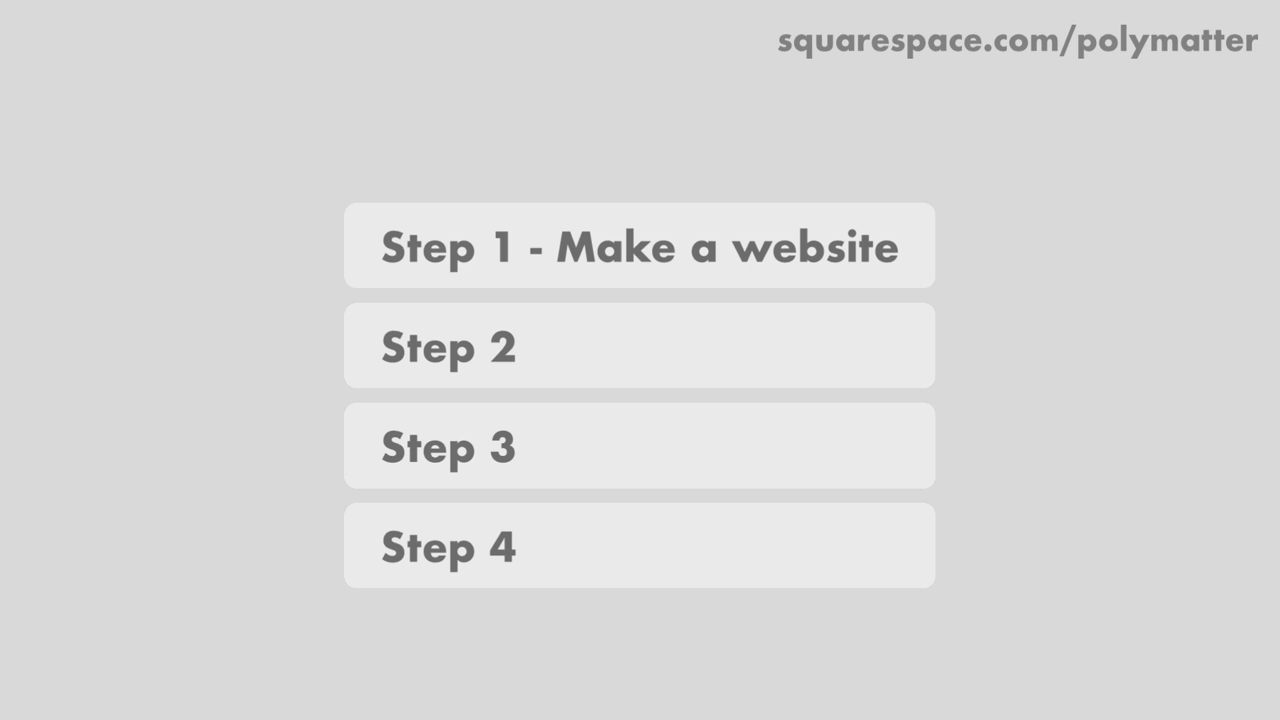 squarespace.com/polymatter
Step 1 - Make a website
Step 2
Step 3
Step 4